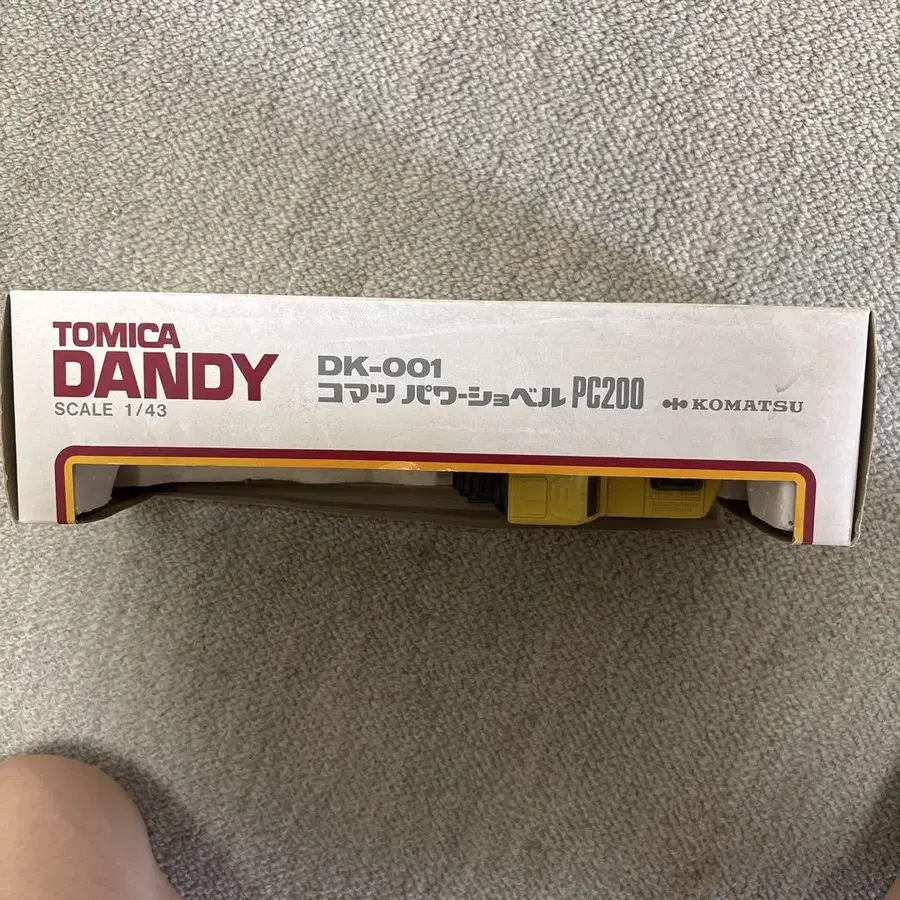 TOMICA
DANDY
SCALE 1/43
DK-001
コマツ パワーショベル PC200
KOMATSU